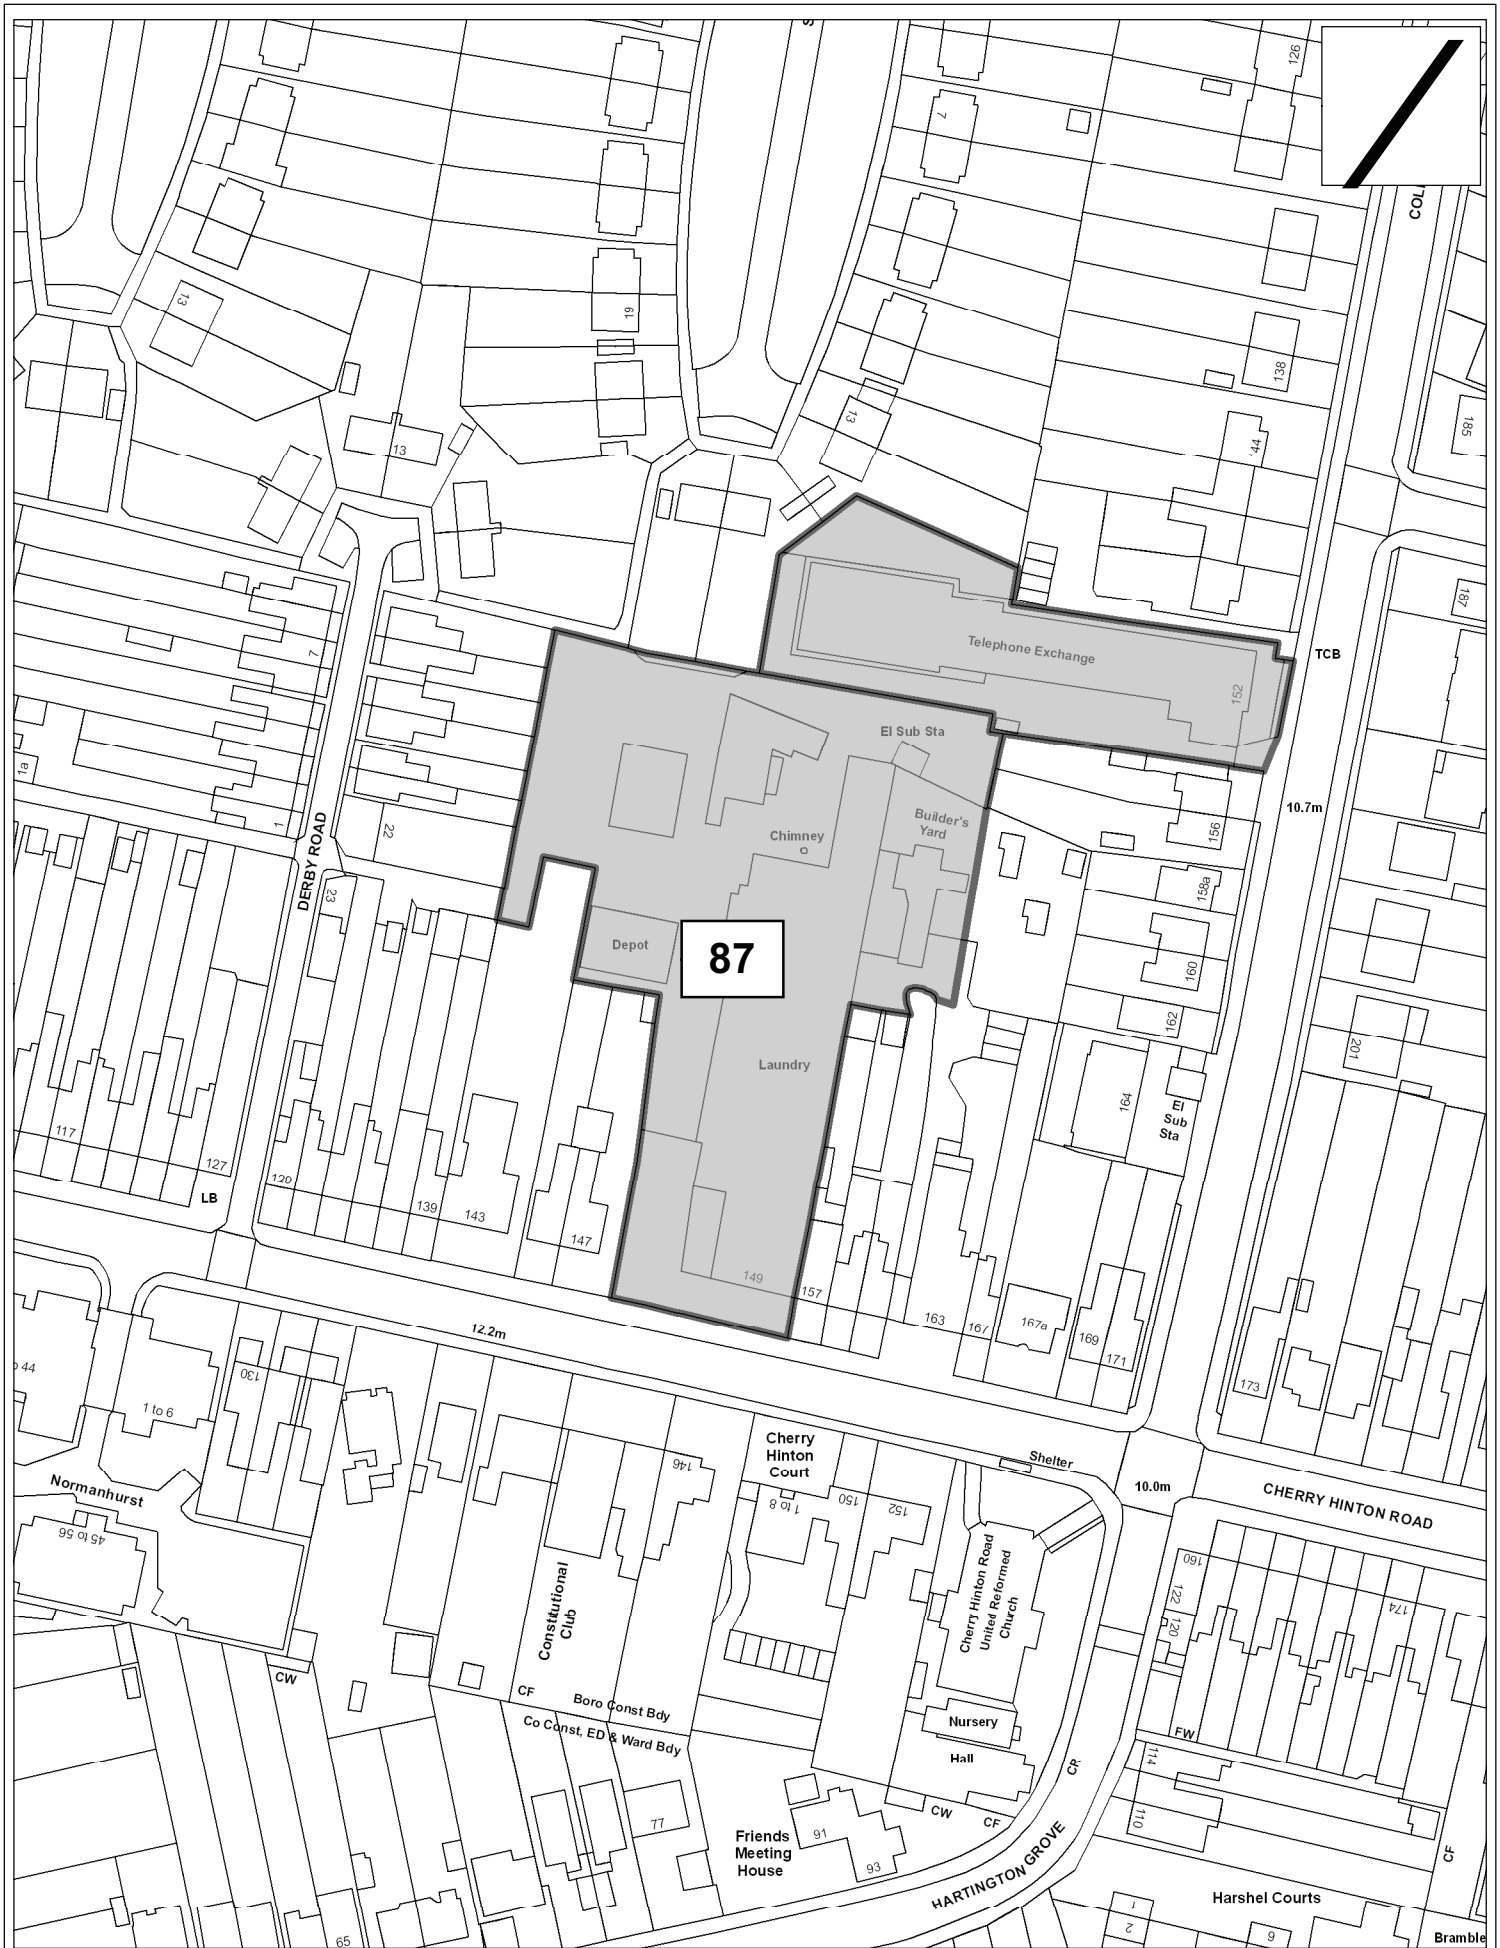 126
7
COL
13
19
138
13
185
44
13
187
Telephone Exchange
7
TCB
152
El Sub Sta
1a
10.7m
Builder's
Yard
Chimney
1
22
156
DERBY ROAD
158a
23
Depot
87
160
162
201
Laundry
164
El
Sub
Sta
117
127
LB
139
143
147
149
157
163
167
167a
169
171
12.2m
44
130
1 to 6
173
Cherry
Hinton
Court
Shelter
146
Normanhurst
10.0m
CHERRY HINTON ROAD
1 to 8
150
152
45 to 56
Constitutional
Club
Cherry Hinton Road
United Reformed
Church
160
122
120
174
CW
CF
Boro Const Bdy
Co Const, ED & Ward Bdy
Nursery
Hall
FW
114
CR
110
CW
CF
77
91
93
Friends
Meeting
House
CF
HARTINGTON GROVE
Harshel Courts
1
2
65
Bramble